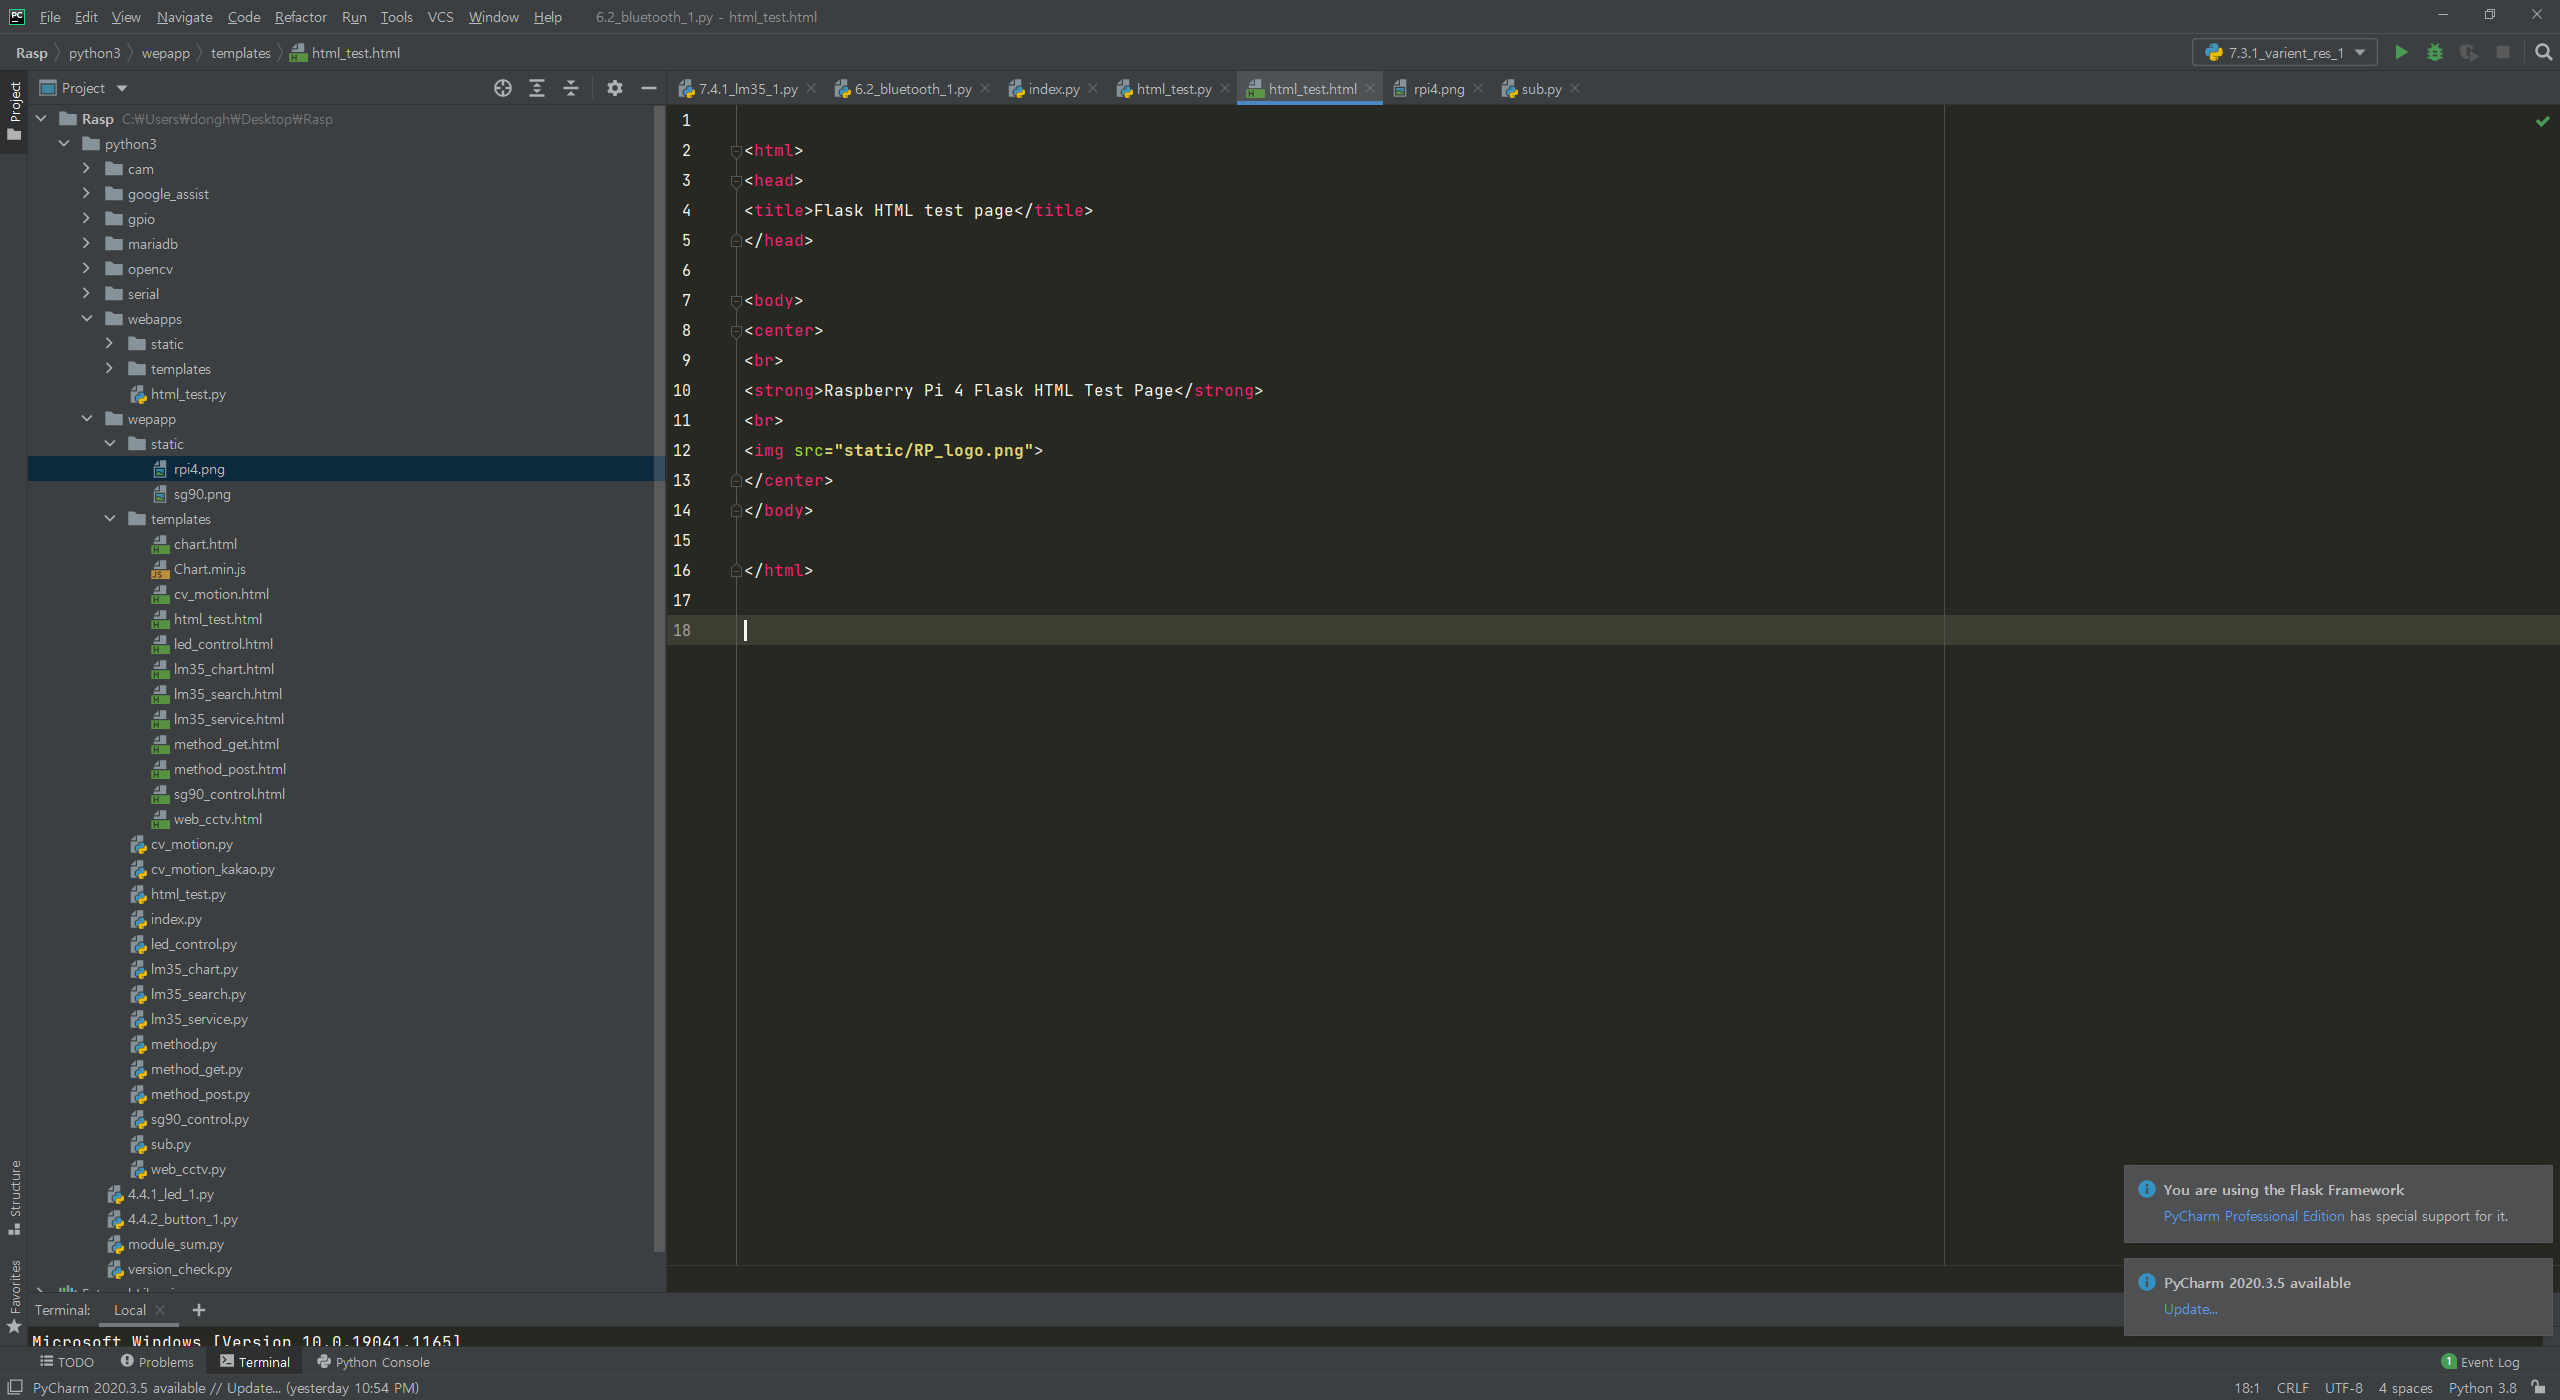 File Edit View Navigate Code Refactor Run Tools VCS Window Help 6.2_bluetooth_1.py - html_test.html
Rasp python3 wepapp templates html_test.html 7.3.1_varient_res_1
Project
Project
7.4.1_lm35_1.py 6.2_bluetooth_1.py index.py html_test.py html_test.html rpi4.png sub.py
Rasp C:₩Users₩dongh₩Desktop₩Rasp
python3
cam
google_assist
gpio
mariadb
opencv
serial
webapps
static
templates
html_test.py
wepapp
static
rpi4.png
sg90.png
templates
chart.html
Chart.min.js
cv_motion.html
html_test.html
led_control.html
lm35_chart.html
lm35_search.html
lm35_service.html
method_get.html
method_post.html
sg90_control.html
web_cctv.html
cv_motion.py
cv_motion_kakao.py
html_test.py
index.py
led_control.py
lm35_chart.py
lm35_search.py
lm35_service.py
method.py
method_get.py
method_post.py
sg90_control.py
sub.py
web_cctv.py
4.4.1_led_1.py
4.4.2_button_1.py
module_sum.py
version_check.py
1
2 <html>
3 <head>
4 <title>Flask HTML test page</title>
5 </head>
6
7 <body>
8 <center>
9 <br>
10 <strong>Raspberry Pi 4 Flask HTML Test Page</strong>
11 <br>
12 <img src="static/RP_logo.png">
13 </center>
14 </body>
15
16 </html>
17
18
Structure
Favorites
You are using the Flask Framework
PyCharm Professional Edition has special support for it.
PyCharm 2020.3.5 available
Update...
Terminal: Local
Microsoft Windows [Version 10.0.19041.1165]
TODO Problems Terminal Python Console 1 Event Log
PyCharm 2020.3.5 available // Update... (yesterday 10:54 PM) 18:1 CRLF UTF-8 4 spaces Python 3.8